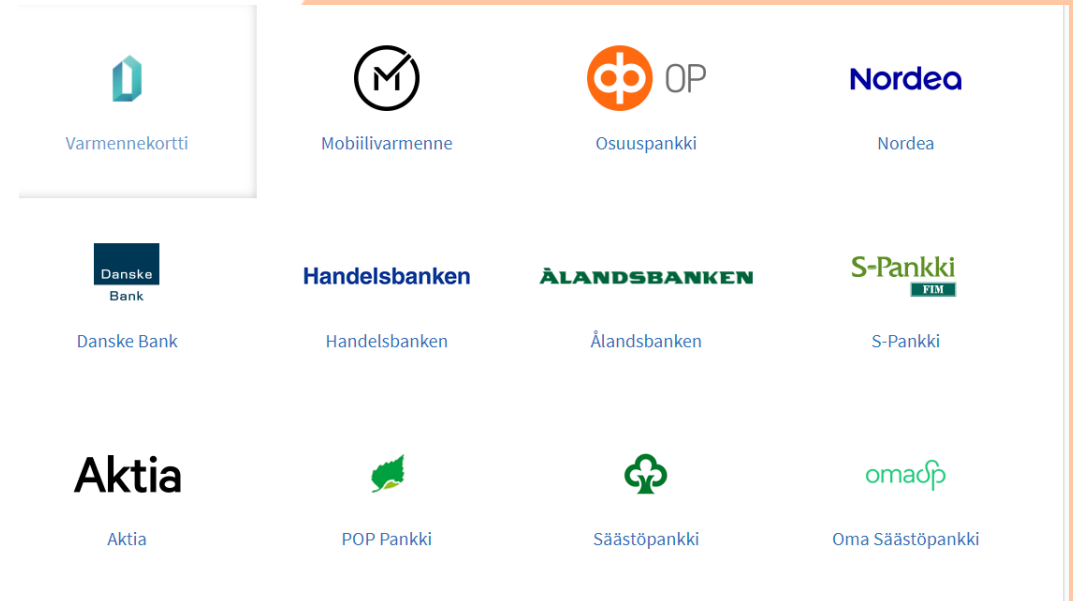 OP
Nordea
Varmennekortti
Mobiilivarmenne
Osuuspankki
Nordea
Danske
Bank
Handelsbanken
ÅLANDSBANKEN
S-Pankki
FIM
Danske Bank
Handelsbanken
Ålandsbanken
S-Pankki
Aktia
omasp
Aktia
POP Pankki
Säästöpankki
Oma Säästöpankki